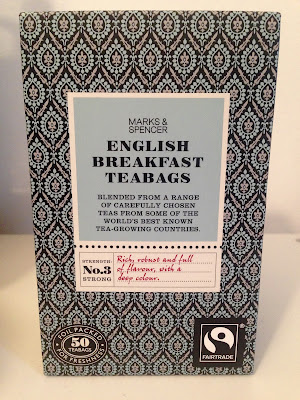 MARKS &
SPENCER
ENGLISH
BREAKFAST
TEABAGS
BLENDED FROM A RANGE
OF CAREFULLY CHOSEN
TEAS FROM SOME OF THE
WORLD'S BEST KNOWN
TEA-GROWING COUNTRIES.
STRENGTH:
No.3
STRONG
Rich, robust and full
of flavour, with a
deep colour.
FOIL PACKED
50
TEABAGS
FOR FRESHNESS
FAIRTRADE